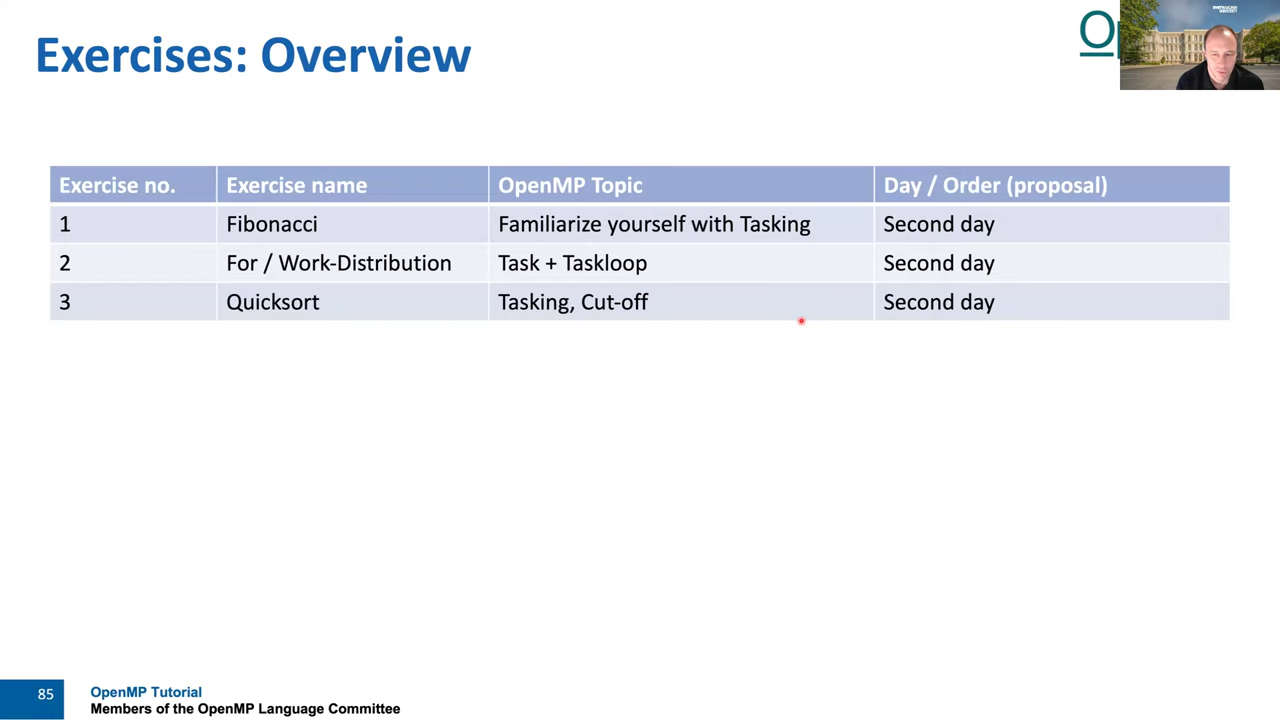 Exercises: Overview
Exercise no. Exercise name OpenMP Topic Day / Order (proposal)
1 Fibonacci Familiarize yourself with Tasking Second day
2 For / Work-Distribution Task + Taskloop Second day
3 Quicksort Tasking, Cut-off Second day
85
OpenMP Tutorial
Members of the OpenMP Language Committee